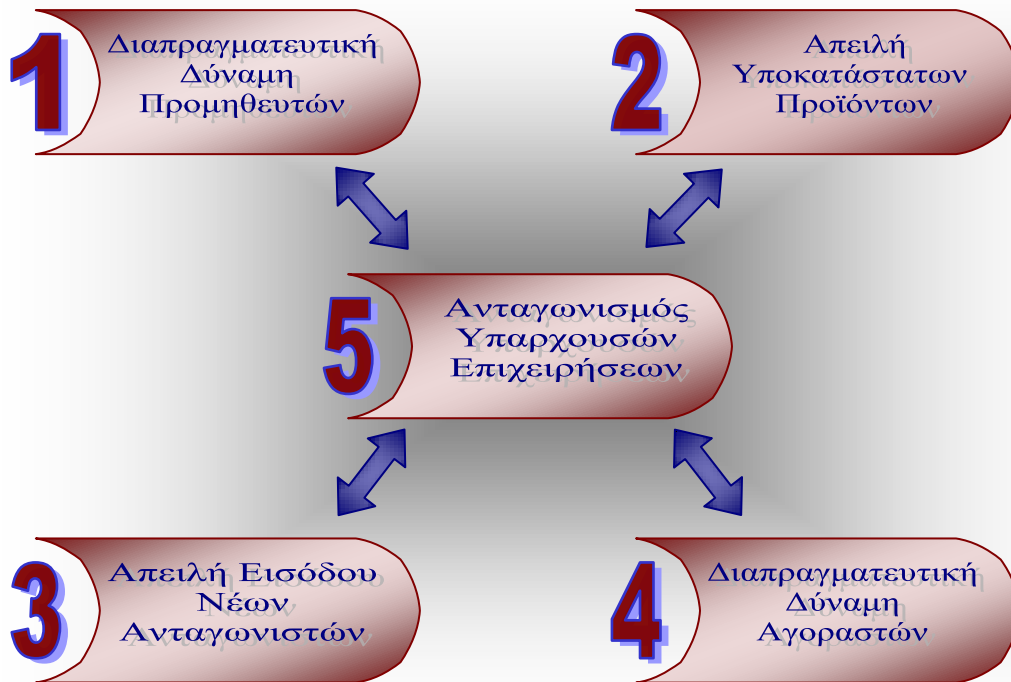 1
Διαπραγματευτική
Δύναμη
Προμηθευτών
2
Απειλή
Υποκατάστατων
Προϊόντων
5
Ανταγωνισμός
Υπαρχουσών
Επιχειρήσεων
3
Απειλή Εισόδου
Νέων
Ανταγωνιστών
4
Διαπραγματευτική
Δύναμη
Αγοραστών